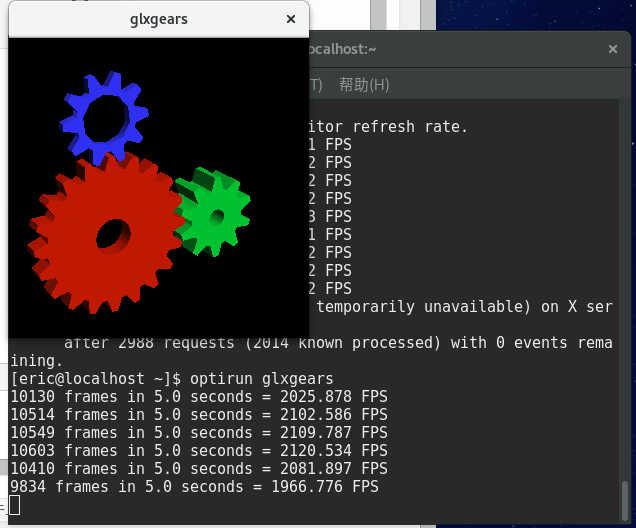 glxgears
ocalhost:~
T) 帮助(H)
itor refresh rate.
1 FPS
2 FPS
2 FPS
2 FPS
3 FPS
1 FPS
2 FPS
2 FPS
2 FPS
temporarily unavailable) on X ser
after 2988 requests (2014 known processed) with 0 events rema
ining.
[eric@localhost ~]$ optirun glxgears
10130 frames in 5.0 seconds = 2025.878 FPS
10514 frames in 5.0 seconds = 2102.586 FPS
10549 frames in 5.0 seconds = 2109.787 FPS
10603 frames in 5.0 seconds = 2120.534 FPS
10410 frames in 5.0 seconds = 2081.897 FPS
9834 frames in 5.0 seconds = 1966.776 FPS